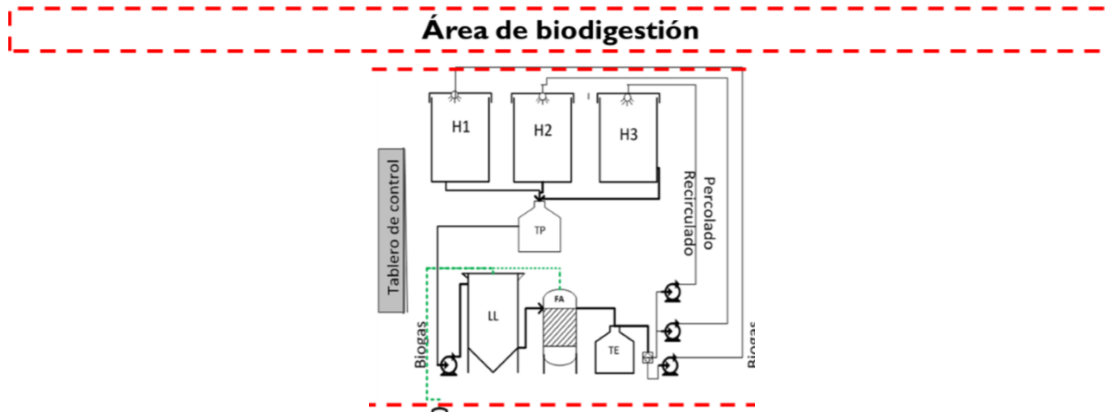 Área de biodigestión
H1
H2
H3
Tablero de control
Percolado
Recirculado
TP
LL
FA
TE
Biogas
Biogas